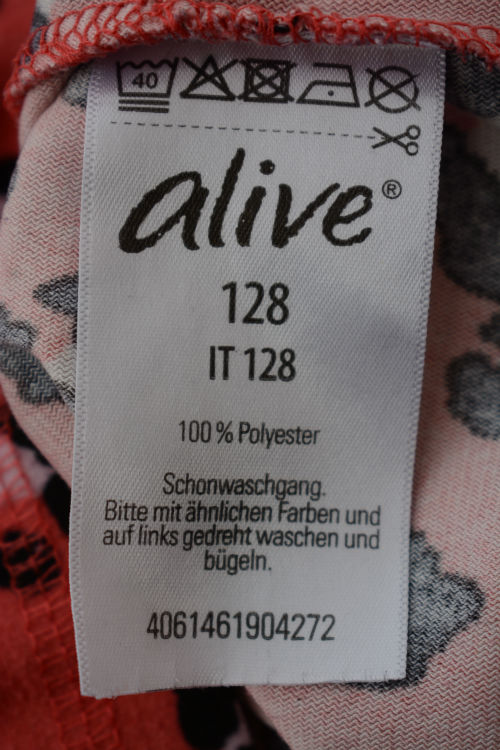 40
alive®
128
IT 128
100 % Polyester
Schonwaschgang.
Bitte mit ähnlichen Farben und
auf links gedreht waschen und
bügeln.
4061461904272